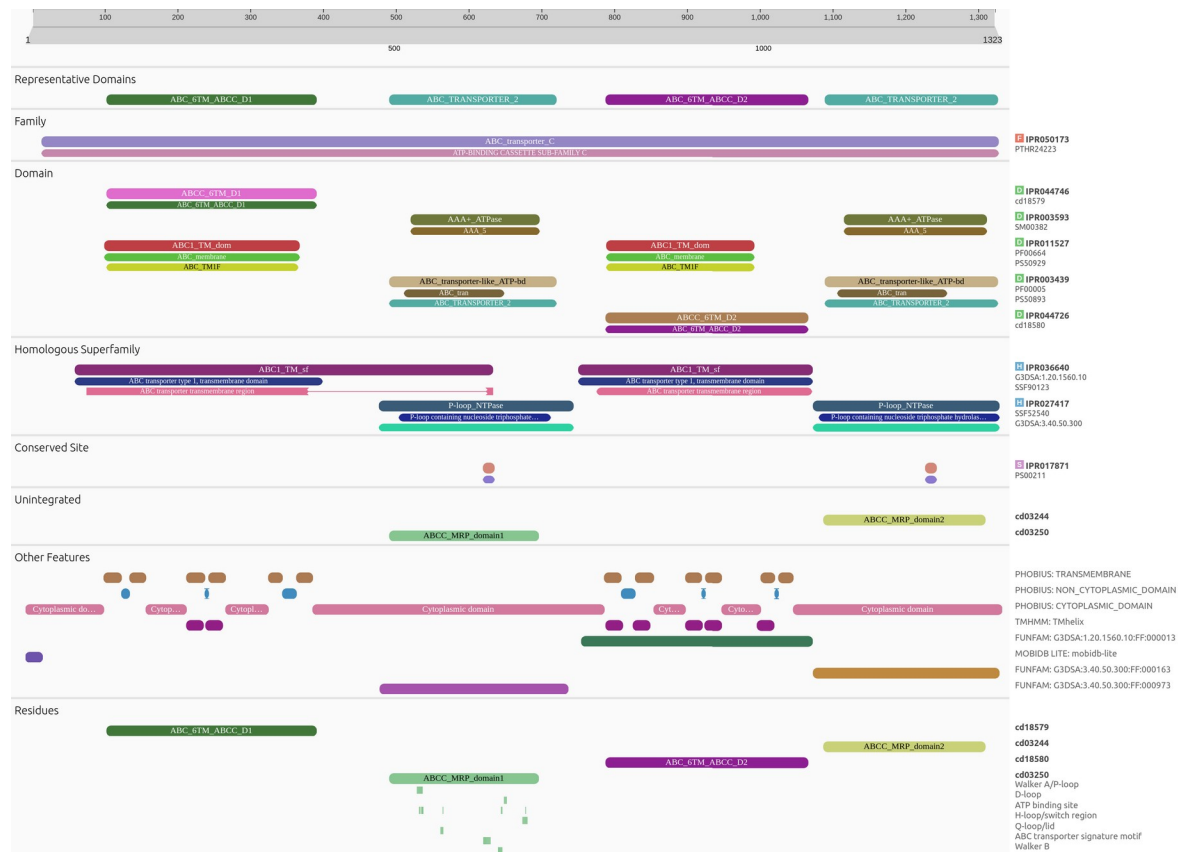 100 200 300 400 500 600 700 800 900 1,000 1,100 1,200 1,300
1 1323
500 1000
Representative Domains
ABC_6TM_ABCC_D1 ABC_TRANSPORTER_2 ABC_6TM_ABCC_D2 ABC_TRANSPORTER_2
Family
ABC_transporter_C F IPR050173
ATP-BINDING CASSETTE SUB-FAMILY C PTHR24223
Domain
ABCC_6TM_D1 D IPR044746
ABC_6TM_ABCC_D1 cd18579
AAA+_ATPase AAA+_ATPase D IPR003593
AAA_5 AAA_5 SM00382
ABC1_TM_dom ABC1_TM_dom D IPR011527
ABC_membrane ABC_membrane PF00664
ABC_TM1F ABC_TM1F PS50929
ABC_transporter-like_ATP-bd ABC_transporter-like_ATP-bd D IPR003439
ABC_tran ABC_tran PF00005
ABC_TRANSPORTER_2 ABC_TRANSPORTER_2 PS50893
ABCC_6TM_D2 D IPR044726
ABC_6TM_ABCC_D2 cd18580
Homologous Superfamily
ABC1_TM_sf ABC1_TM_sf H IPR036640
ABC transporter type 1, transmembrane domain ABC transporter type 1, transmembrane domain G3DSA:1.20.1560.10
ABC transporter transmembrane region ABC transporter transmembrane region SSF90123
P-loop_NTPase P-loop_NTPase H IPR027417
P-loop containing nucleoside triphosphate… P-loop containing nucleoside triphosphate hydrolas… SSF52540
G3DSA:3.40.50.300
Conserved Site
S IPR017871
PS00211
Unintegrated
ABCC_MRP_domain2 cd03244
ABCC_MRP_domain1 cd03250
Other Features
PHOBIUS: TRANSMEMBRANE
PHOBIUS: NON_CYTOPLASMIC_DOMAIN
Cytoplasmic do… Cytop… Cytopl… Cytoplasmic domain Cyt… Cyto… Cytoplasmic domain PHOBIUS: CYTOPLASMIC_DOMAIN
TMHMM: TMhelix
FUNFAM: G3DSA:1.20.1560.10:FF:000013
MOBIDB LITE: mobidb-lite
FUNFAM: G3DSA:3.40.50.300:FF:000163
FUNFAM: G3DSA:3.40.50.300:FF:000973
Residues
ABC_6TM_ABCC_D1 cd18579
ABCC_MRP_domain2 cd03244
ABC_6TM_ABCC_D2 cd18580
ABCC_MRP_domain1 cd03250
Walker A/P-loop
D-loop
ATP binding site
H-loop/switch region
Q-loop/lid
ABC transporter signature motif
Walker B